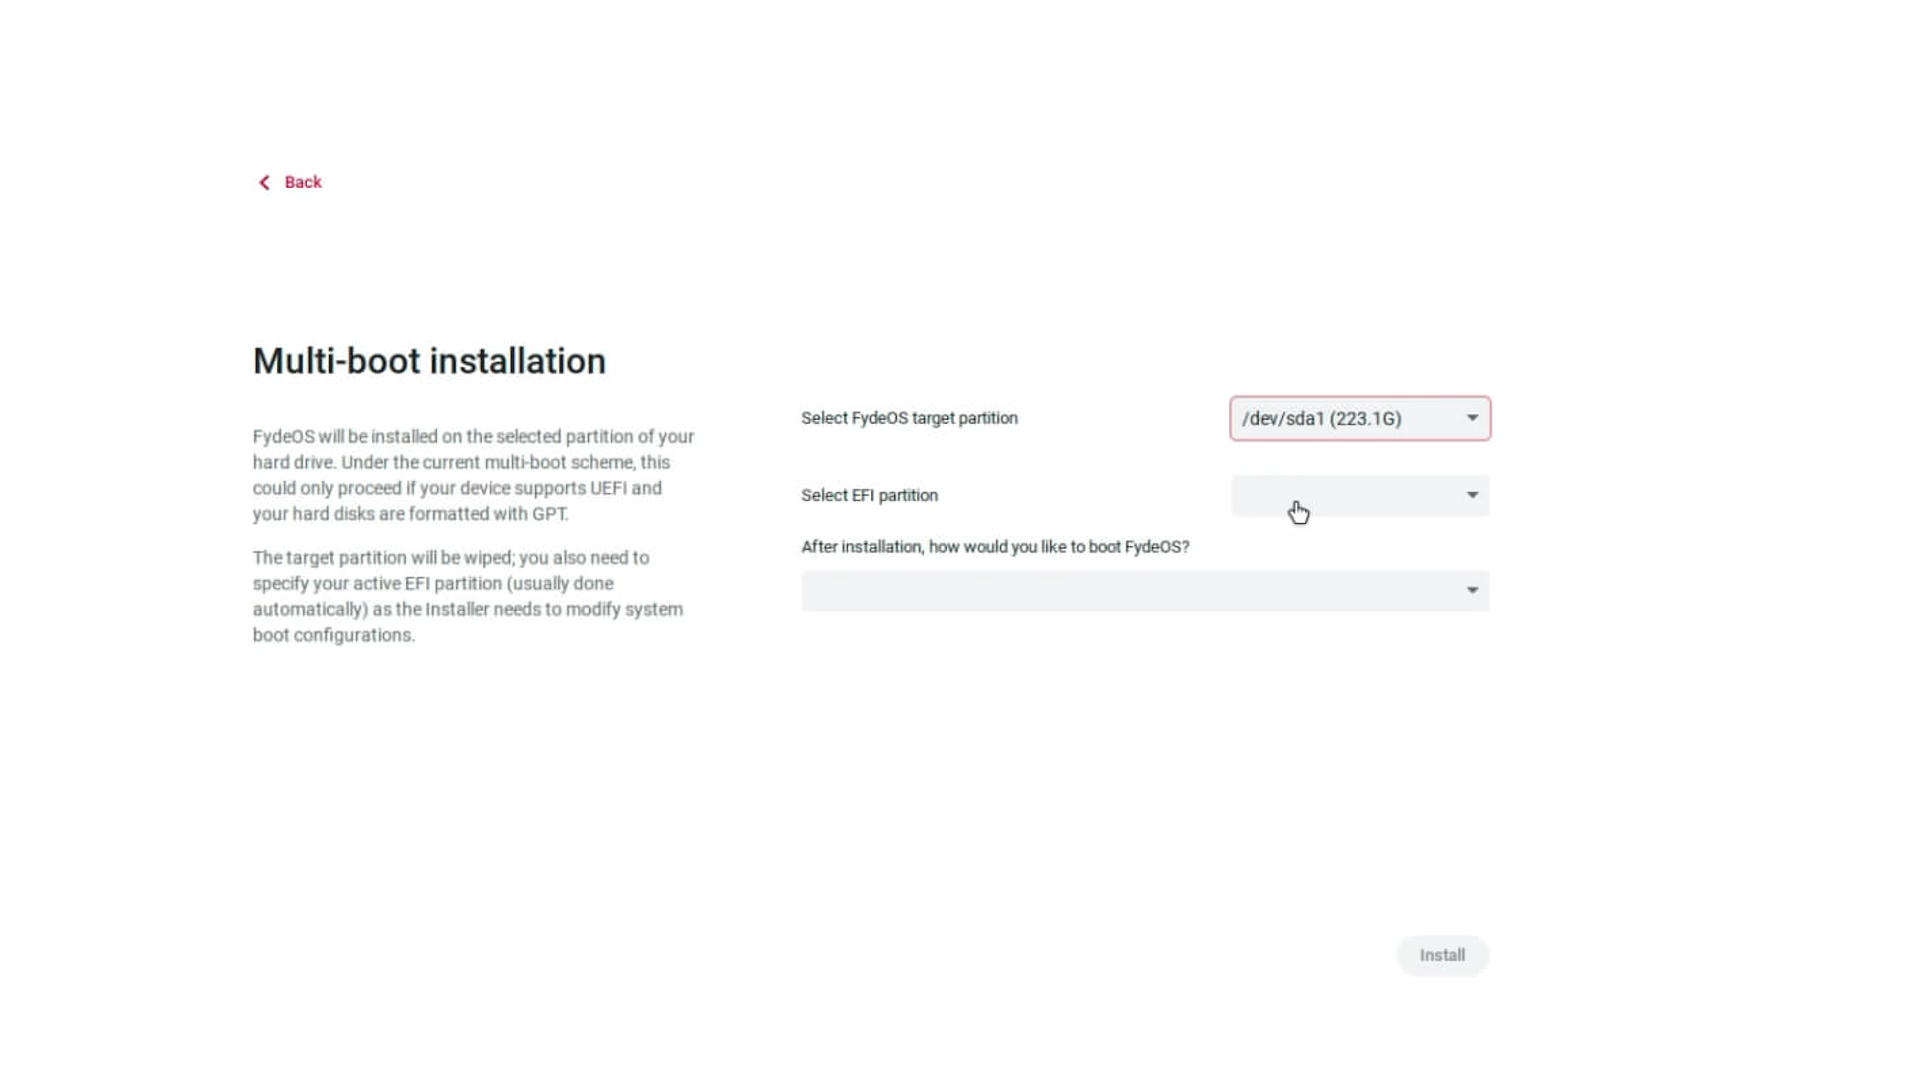 Back
Multi-boot installation
FydeOS will be installed on the selected partition of your
hard drive. Under the current multi-boot scheme, this
could only proceed if your device supports UEFI and
your hard disks are formatted with GPT.
The target partition will be wiped; you also need to
specify your active EFI partition (usually done
automatically) as the Installer needs to modify system
boot configurations.
Select FydeOS target partition
/dev/sda1 (223.1G)
Select EFI partition
After installation, how would you like to boot FydeOS?
Install